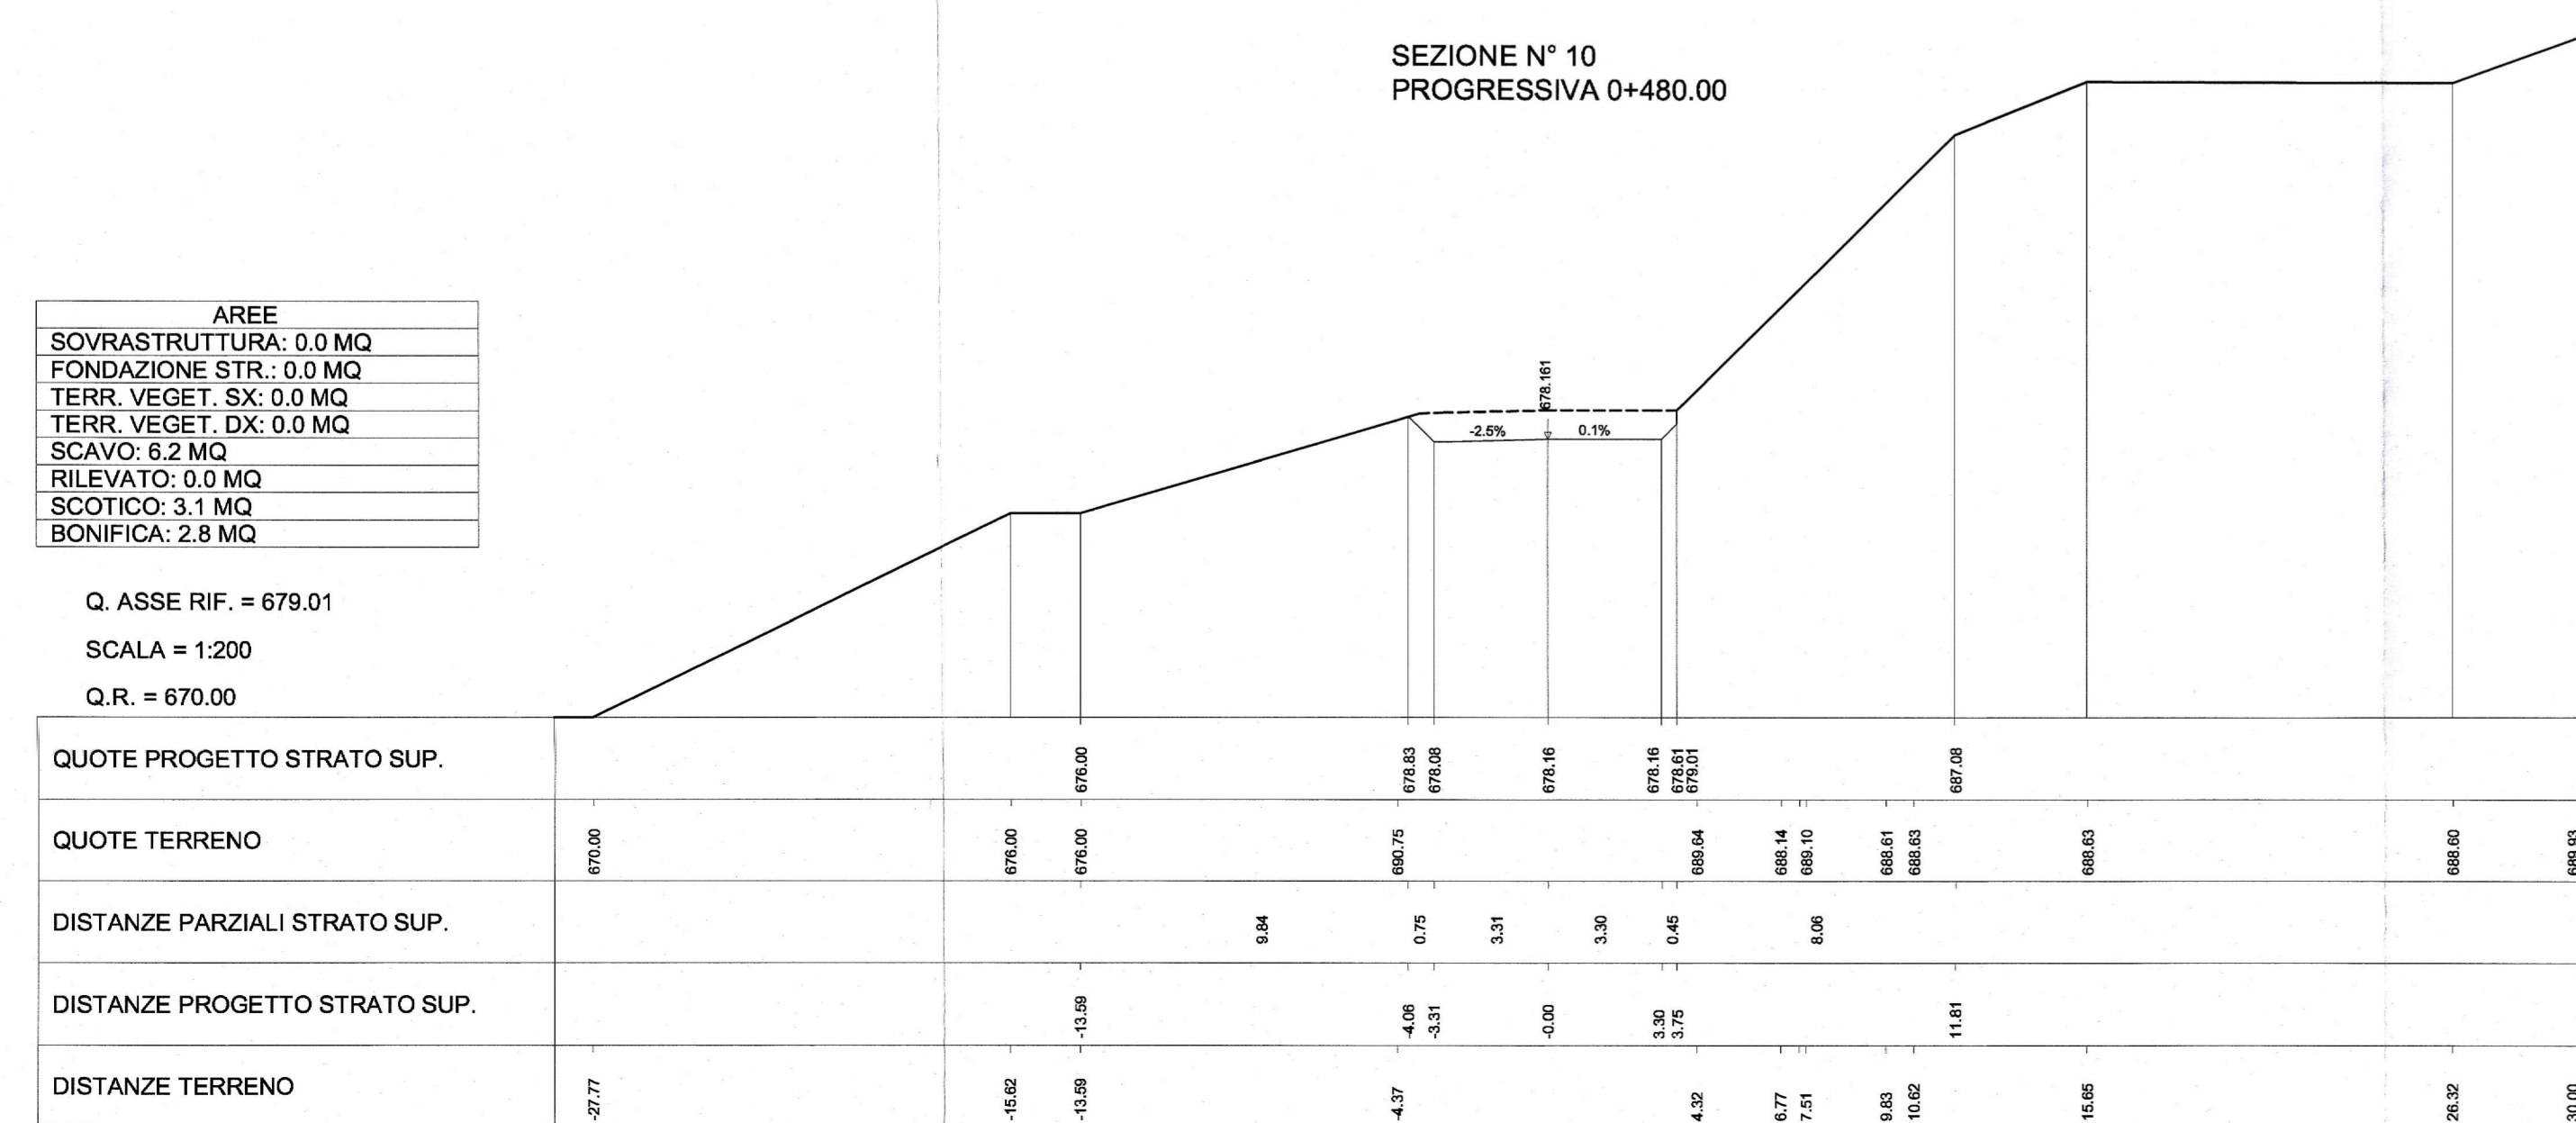 SEZIONE N° 10
PROGRESSIVA 0+480.00
AREE
SOVRASTRUTTURA: 0.0 MQ
FONDAZIONE STR.: 0.0 MQ
TERR. VEGET. SX: 0.0 MQ
TERR. VEGET. DX: 0.0 MQ
SCAVO: 6.2 MQ
RILEVATO: 0.0 MQ
SCOTICO: 3.1 MQ
BONIFICA: 2.8 MQ
678.161
-2.5% 0.1%
Q. ASSE RIF. = 679.01
SCALA = 1:200
Q.R. = 670.00
QUOTE PROGETTO STRATO SUP. 676.00 678.83 678.08 678.16 678.16 678.61 679.01 687.08
QUOTE TERRENO 670.00 676.00 676.00 690.75 689.64 688.14 689.10 688.61 688.63 688.63 688.60 689.93
DISTANZE PARZIALI STRATO SUP. 9.84 0.75 3.31 3.30 0.45 8.06
DISTANZE PROGETTO STRATO SUP. -13.59 -4.06 -3.31 -0.00 3.30 3.75 11.81
DISTANZE TERRENO -27.77 -15.62 -13.59 -4.37 4.32 6.77 7.51 9.83 10.62 15.65 26.32 30.00